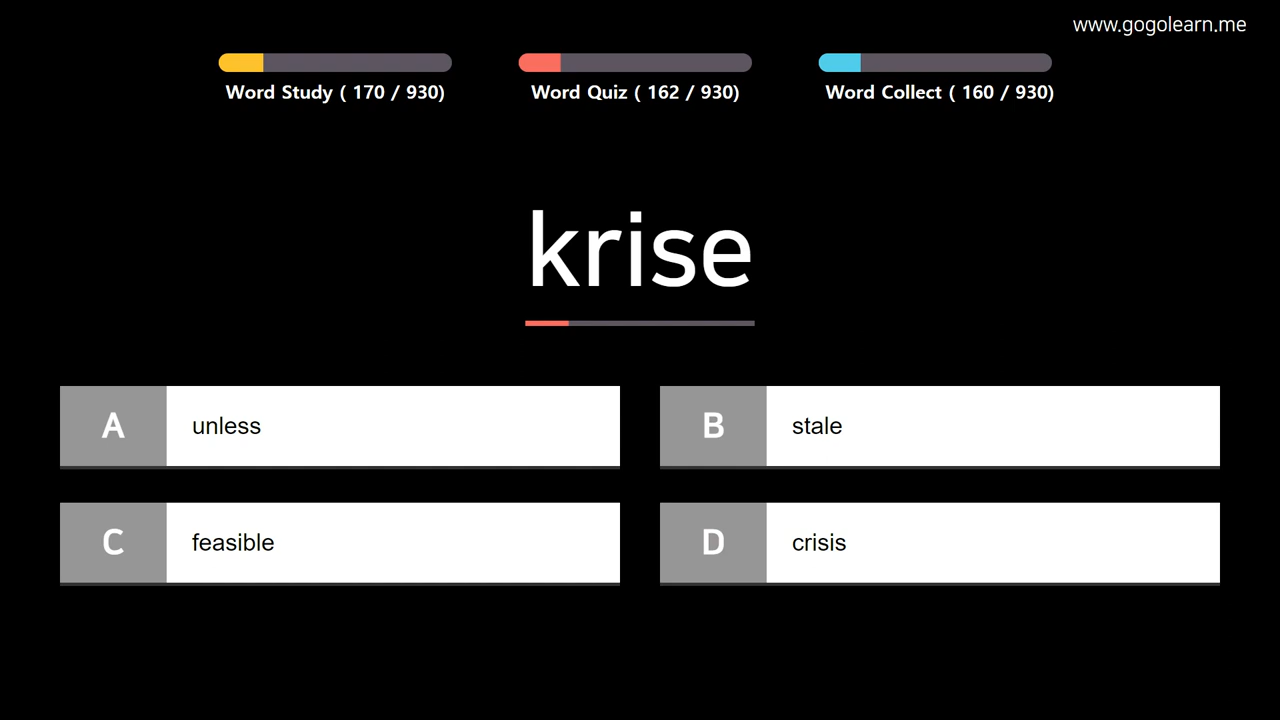 www.gogolearn.me
Word Study ( 170 / 930)
Word Quiz ( 162 / 930)
Word Collect ( 160 / 930)
krise
A unless
B stale
C feasible
D crisis